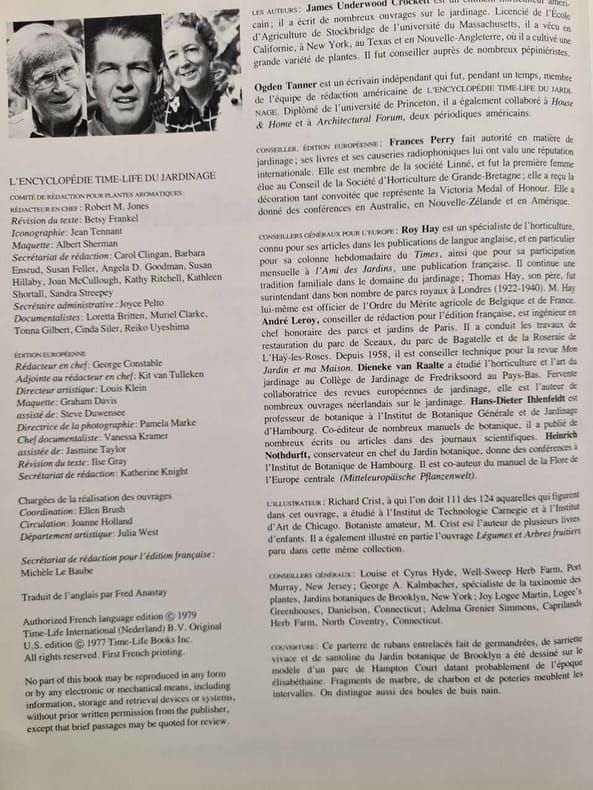 L'ENCYCLOPÉDIE TIME-LIFE DU JARDINAGE
COMITÉ DE RÉDACTION POUR PLANTES AROMATIQUES :
RÉDACTEUR EN CHEF : Robert M. Jones
Révision du texte : Betsy Frankel
Iconographie : Jean Tennant
Maquette : Albert Sherman
Secrétariat de rédaction : Carol Clingan, Barbara
Ensrud, Susan Feller, Angela D. Goodman, Susan
Hillaby, Joan McCullough, Kathy Ritchell, Kathleen
Shortall, Sandra Streepey
Secrétaire administrative : Joyce Pelto
Documentalistes : Loretta Britten, Muriel Clarke,
Tonna Gilbert, Cinda Siler, Reiko Uyeshima
ÉDITION EUROPÉENNE
Rédacteur en chef : George Constable
Adjointe au rédacteur en chef : Kit van Tulleken
Directeur artistique : Louis Klein
Maquette : Graham Davis
assisté de : Steve Duwensee
Directrice de la photographie : Pamela Marke
Chef documentaliste : Vanessa Kramer
assistée de : Jasmine Taylor
Révision du texte : Ilse Gray
Secrétariat de rédaction : Katherine Knight
Chargées de la réalisation des ouvrages
Coordination : Ellen Brush
Circulation : Joanne Holland
Département artistique : Julia West
Secrétariat de rédaction pour l'édition française :
Michèle Le Baube
Traduit de l'anglais par Fred Anastay
Authorized French language edition © 1979
Time-Life International (Nederland) B.V. Original
U.S. edition © 1977 Time-Life Books Inc.
All rights reserved. First French printing.
No part of this book may be reproduced in any form
or by any electronic or mechanical means, including
information, storage and retrieval devices or systems,
without prior written permission from the publisher,
except that brief passages may be quoted for review.
LES AUTEURS : James Underwood Crockett est un éminent horticulteur améri-
cain ; il a écrit de nombreux ouvrages sur le jardinage. Licencié de l'École
d'Agriculture de Stockbridge de l'université du Massachusetts, il a vécu en
Californie, à New York, au Texas et en Nouvelle-Angleterre, où il a cultivé une
grande variété de plantes. Il fut conseiller auprès de nombreux pépiniéristes.
Ogden Tanner est un écrivain indépendant qui fut, pendant un temps, membre
de l'équipe de rédaction américaine de L'ENCYCLOPÉDIE TIME-LIFE DU JARDI-
NAGE. Diplômé de l'université de Princeton, il a également collaboré à House
& Home et à Architectural Forum, deux périodiques américains.
CONSEILLER, ÉDITION EUROPÉENNE : Frances Perry fait autorité en matière de
jardinage ; ses livres et ses causeries radiophoniques lui ont valu une réputation
internationale. Elle est membre de la société Linné, et fut la première femme
élue au Conseil de la Société d'Horticulture de Grande-Bretagne ; elle a reçu la
décoration tant convoitée que représente la Victoria Medal of Honour. Elle a
donné des conférences en Australie, en Nouvelle-Zélande et en Amérique.
CONSEILLERS GÉNÉRAUX POUR L'EUROPE : Roy Hay est un spécialiste de l'horticulture,
connu pour ses articles dans les publications de langue anglaise, et en particulier
pour sa colonne hebdomadaire du Times, ainsi que pour sa participation
mensuelle à l'Ami des Jardins, une publication française. Il continue une
tradition familiale dans le domaine du jardinage ; Thomas Hay, son père, fut
surintendant dans bon nombre de parcs royaux à Londres (1922-1940). M. Hay
lui-même est officier de l'Ordre du Mérite agricole de Belgique et de France.
André Leroy, conseiller de rédaction pour l'édition française, est ingénieur en
chef honoraire des parcs et jardins de Paris. Il a conduit les travaux de
restauration du parc de Sceaux, du parc de Bagatelle et de la Roseraie de
L'Haÿ-les-Roses. Depuis 1958, il est conseiller technique pour la revue Mon
Jardin et ma Maison. Dieneke van Raalte a étudié l'horticulture et l'art du
jardinage au Collège de Jardinage de Fredriksoord au Pays-Bas. Fervente
collaboratrice des revues européennes de jardinage, elle est l'auteur de
nombreux ouvrages néerlandais sur le jardinage. Hans-Dieter Ihlenfeldt est
professeur de botanique à l'Institut de Botanique Générale et de Jardinage
d'Hambourg. Co-éditeur de nombreux manuels de botanique, il a publié de
nombreux écrits ou articles dans des journaux scientifiques. Heinrich
Nothdurft, conservateur en chef du Jardin botanique, donne des conférences à
l'Institut de Botanique de Hambourg. Il est co-auteur du manuel de la Flore de
l'Europe centrale (Mitteleuropäische Pflanzenwelt).
L'ILLUSTRATEUR : Richard Crist, à qui l'on doit 111 des 124 aquarelles qui figurent
dans cet ouvrage, a étudié à l'Institut de Technologie Carnegie et à l'Institut
d'Art de Chicago. Botaniste amateur, M. Crist est l'auteur de plusieurs livres
d'enfants. Il a également illustré en partie l'ouvrage Légumes et Arbres fruitiers
paru dans cette même collection.
CONSEILLERS GÉNÉRAUX : Louise et Cyrus Hyde, Well-Sweep Herb Farm, Port
Murray, New Jersey ; George A. Kalmbacher, spécialiste de la taxinomie des
plantes, Jardins botaniques de Brooklyn, New York ; Joy Logee Martin, Logee's
Greenhouses, Danielson, Connecticut ; Adelma Grenier Simmons, Caprilands
Herb Farm, North Coventry, Connecticut.
COUVERTURE : Ce parterre de rubans entrelacés fait de germandrées, de sarriette
vivace et de santoline du Jardin botanique de Brooklyn a été dessiné sur le
modèle d'un parc de Hampton Court datant probablement de l'époque
élisabéthaine. Fragments de marbre, de charbon et de poteries meublent les
intervalles. On distingue aussi des boules de buis nain.